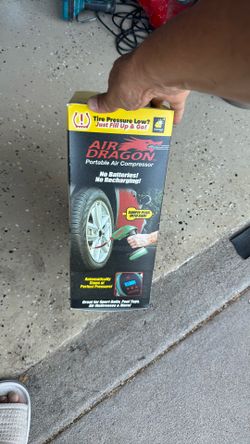 Tire Pressure Low?
Just Fill Up & Go!
AIR
DRAGON
Portable Air Compressor
No Batteries!
No Recharging!
Automatically
Stops at
Perfect Pressure!
Great for Sport Balls, Pool Toys,
Air Mattresses & More!